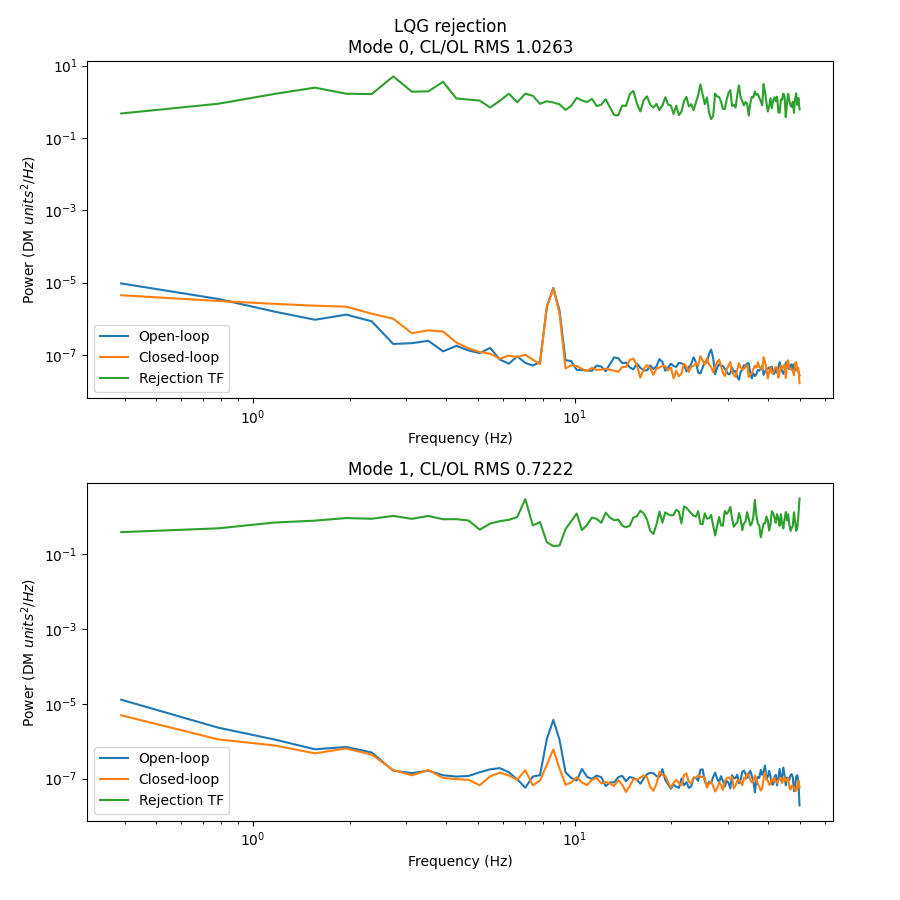 LQG rejection
Mode 0, CL/OL RMS 1.0263
10^1
10^-1
10^-3
10^-5
10^-7
Power (DM units^2/Hz)
Open-loop
Closed-loop
Rejection TF
10^0
10^1
Frequency (Hz)
Mode 1, CL/OL RMS 0.7222
10^-1
10^-3
10^-5
10^-7
Power (DM units^2/Hz)
Open-loop
Closed-loop
Rejection TF
10^0
10^1
Frequency (Hz)